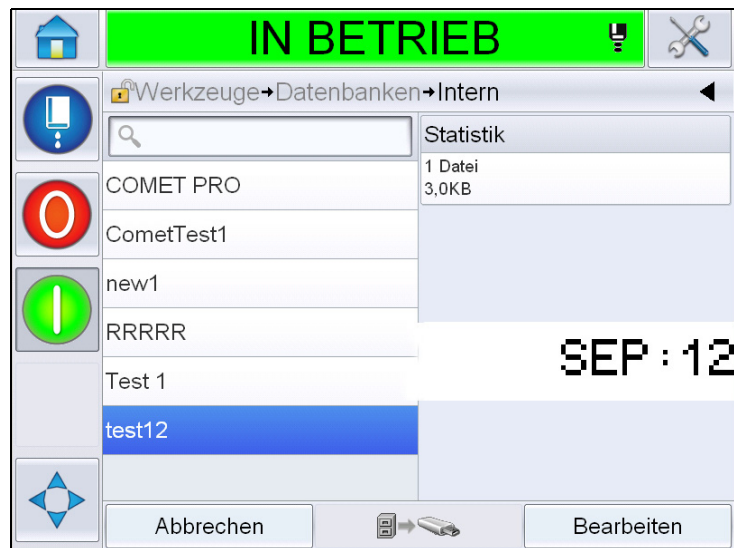 IN BETRIEB
Werkzeuge→Datenbanken→Intern
Statistik
1 Datei
3,0KB
COMET PRO
CometTest1
new1
RRRRR
Test 1
test12
SEP:12
Abbrechen
Bearbeiten